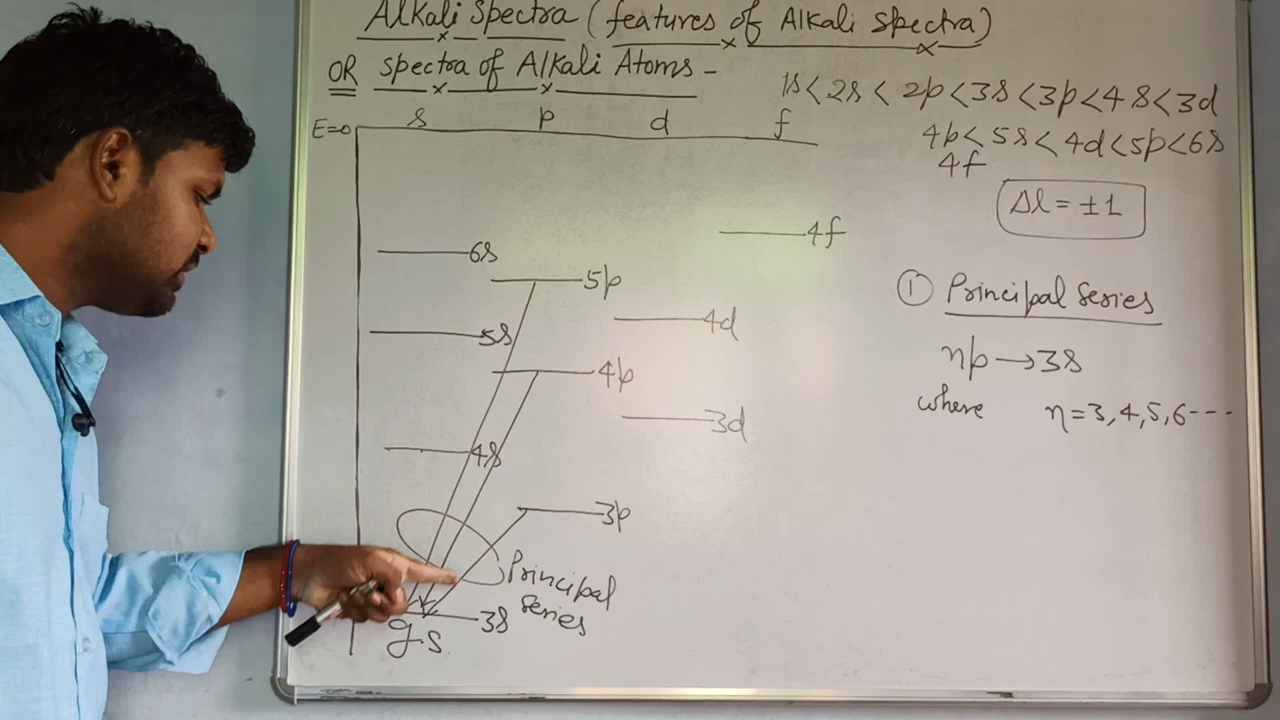 Alkali Spectra (features of Alkali spectra)
OR spectra of Alkali Atoms -
1s < 2s < 2p < 3s < 3p < 4s < 3d
4p < 5s < 4d < 5p < 6s
4f
E=0 s p d f
Δl = ±1
4f
6s
5p
4d
5s
4p
3d
4s
3p
Principal
series
3s
g.s.
① Principal Series
np → 3s
where n = 3, 4, 5, 6 ---